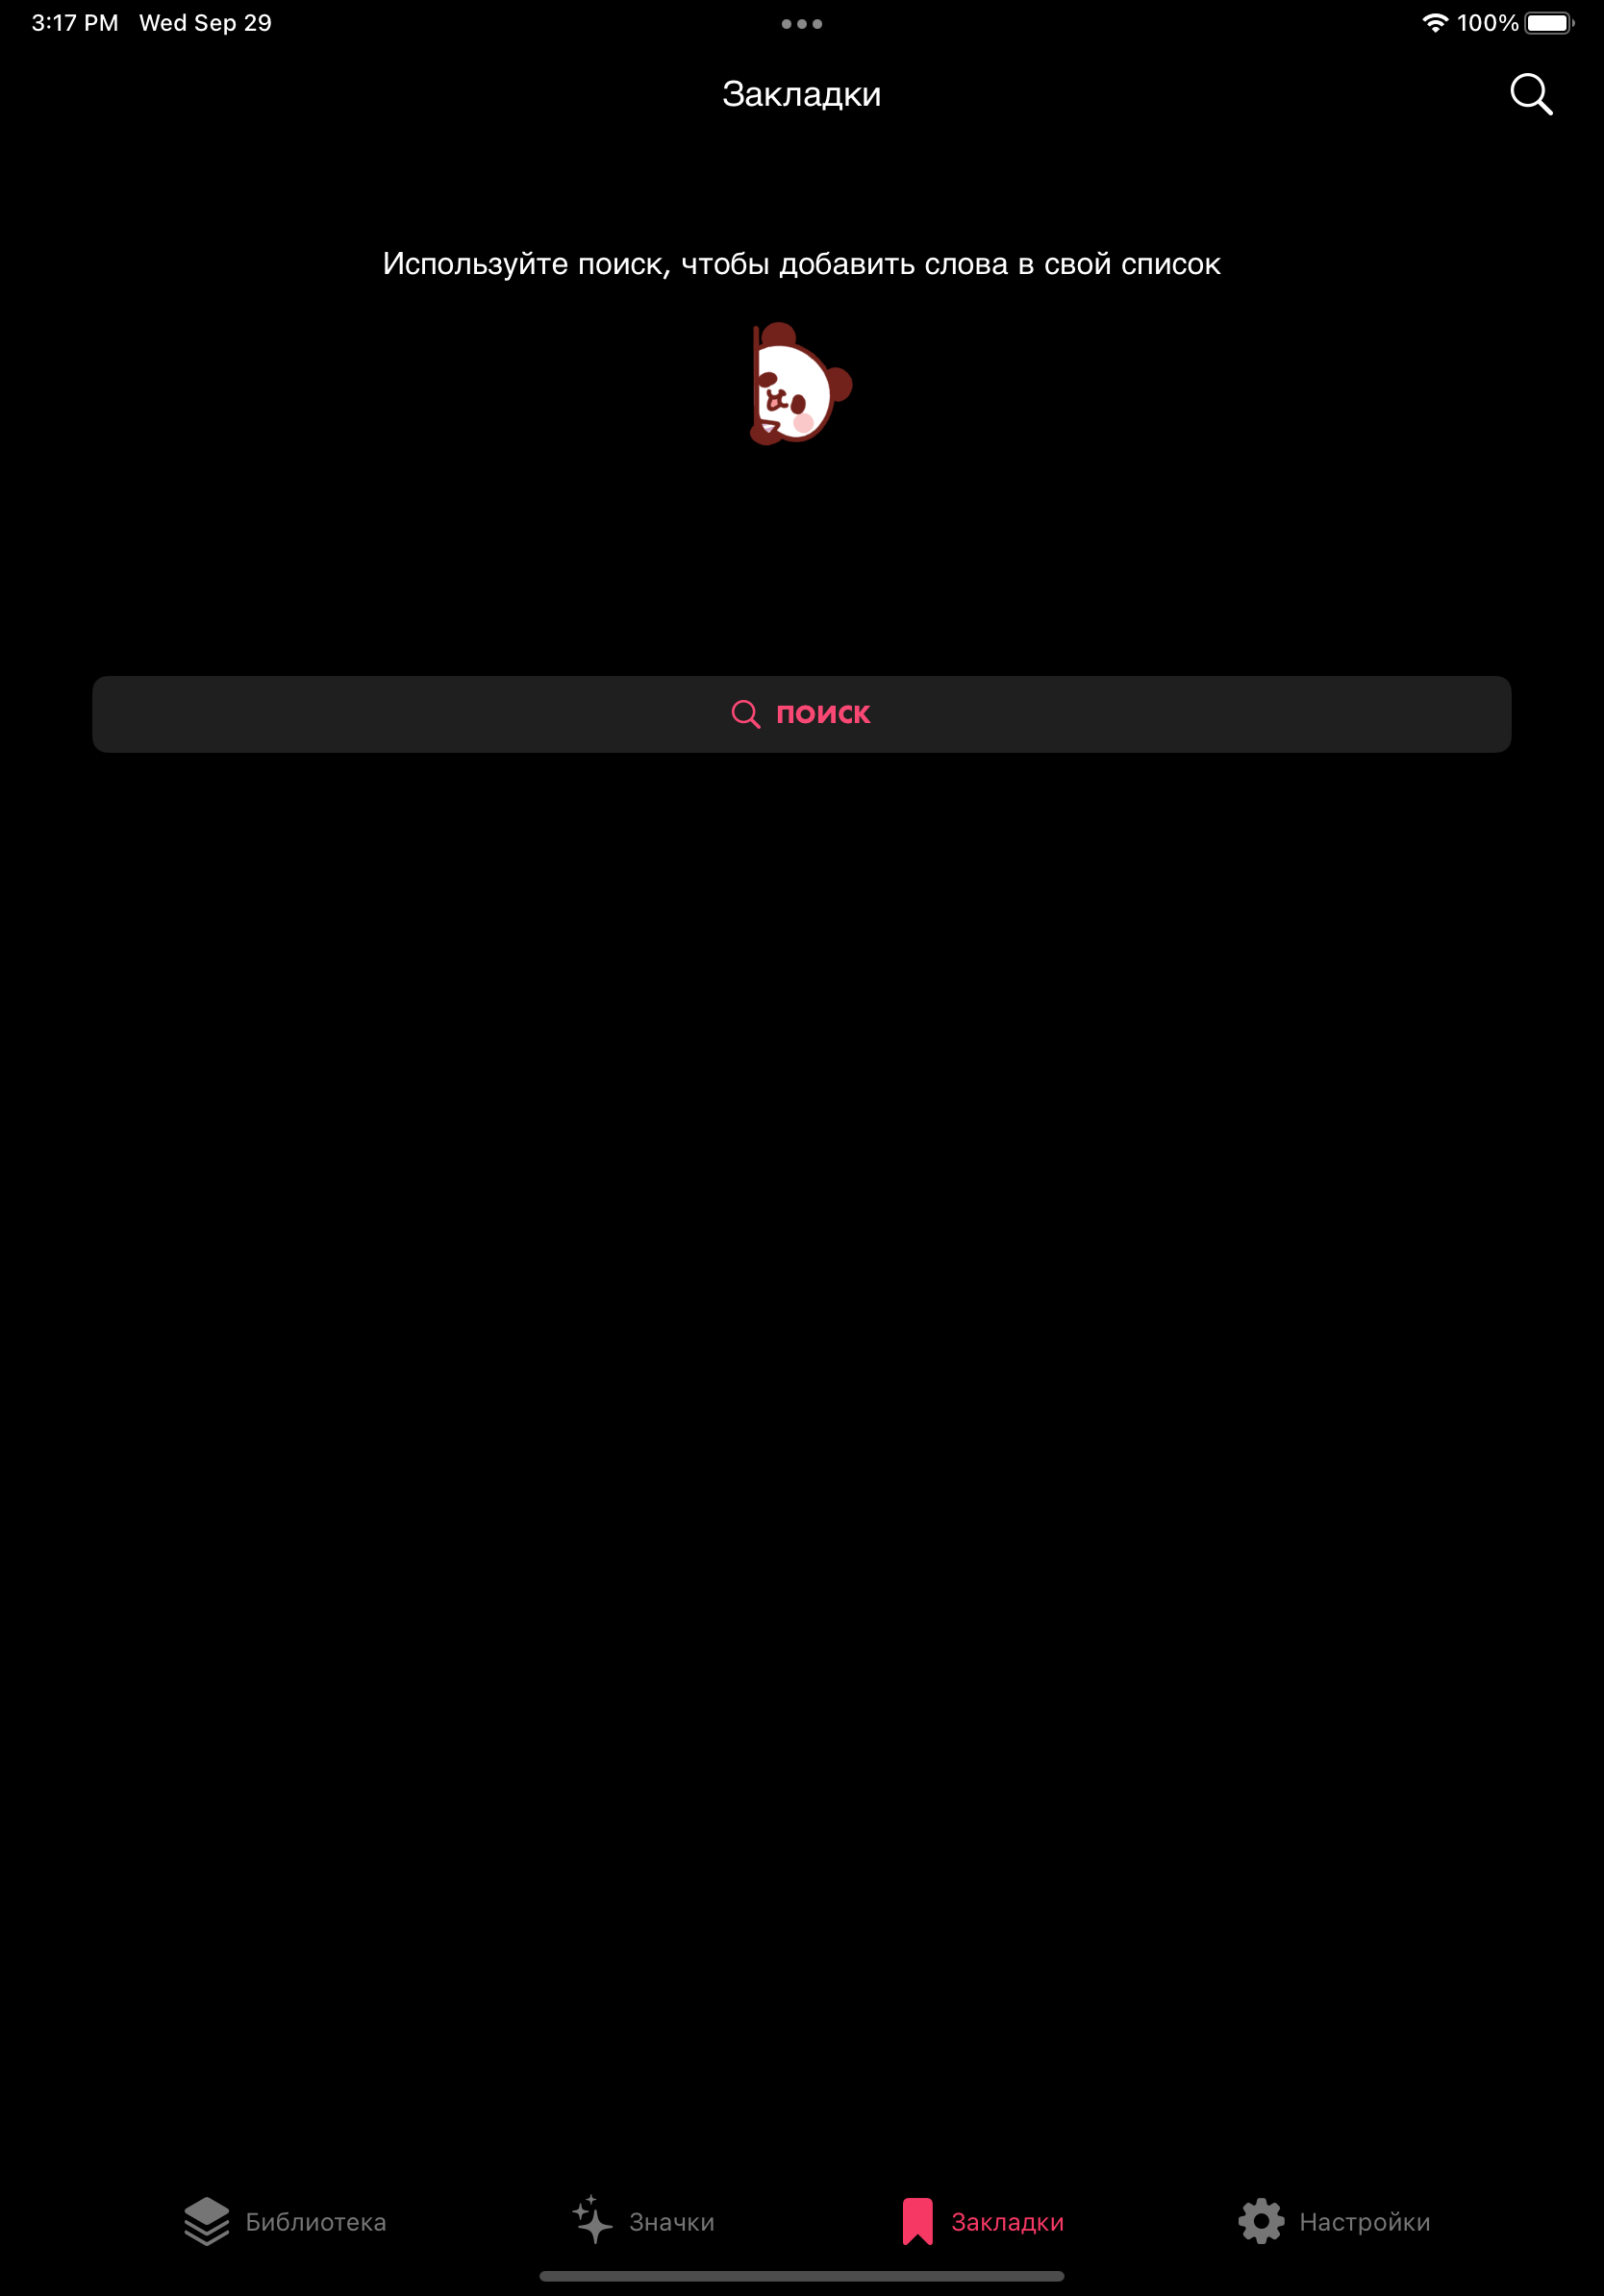 3:17 PM Wed Sep 29
100%
Закладки
Используйте поиск, чтобы добавить слова в свой список
поиск
Библиотека
Значки
Закладки
Настройки